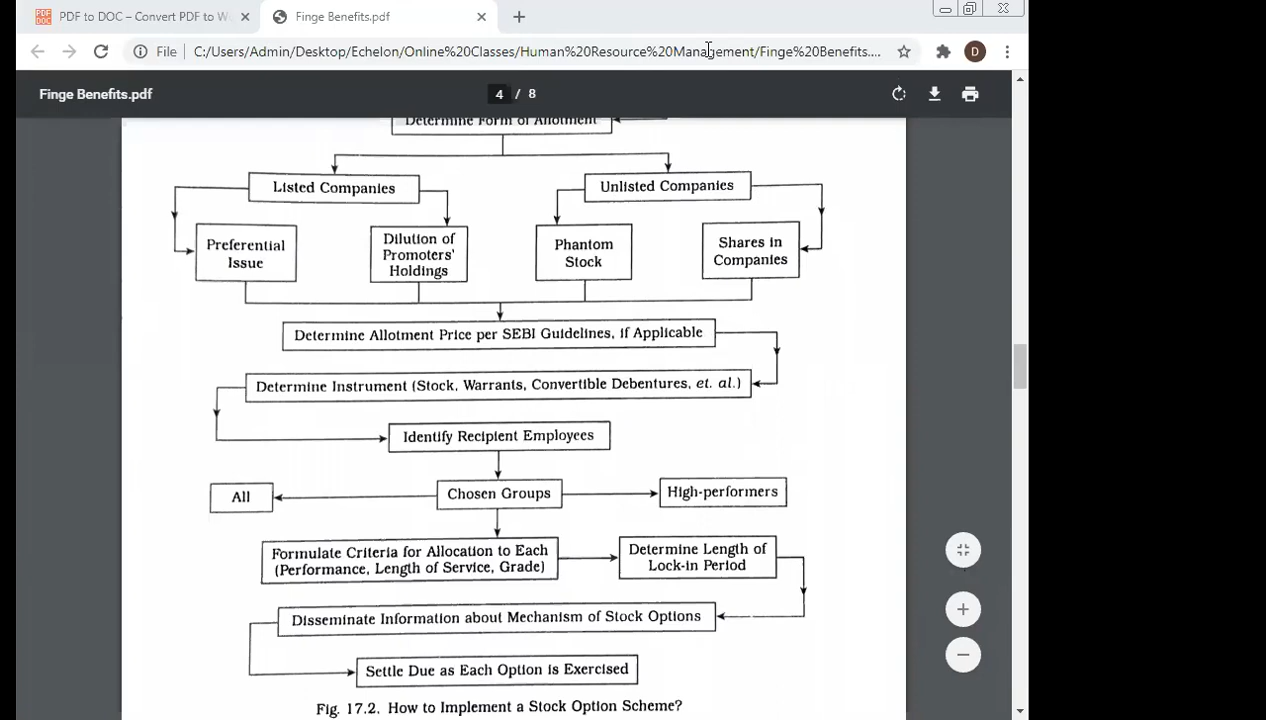 PDF to DOC – Convert PDF to W
Finge Benefits.pdf
File
C:/Users/Admin/Desktop/Echelon/Online%20Classes/Human%20Resource%20Management/Finge%20Benefits....
D
Finge Benefits.pdf
4 / 8
Determine Form of Allotment
Listed Companies
Unlisted Companies
Preferential
Issue
Dilution of
Promoters'
Holdings
Phantom
Stock
Shares in
Companies
Determine Allotment Price per SEBI Guidelines, if Applicable
Determine Instrument (Stock, Warrants, Convertible Debentures, et. al.)
Identify Recipient Employees
All
Chosen Groups
High-performers
Formulate Criteria for Allocation to Each
(Performance, Length of Service, Grade)
Determine Length of
Lock-in Period
Disseminate Information about Mechanism of Stock Options
Settle Due as Each Option is Exercised
Fig. 17.2. How to Implement a Stock Option Scheme?